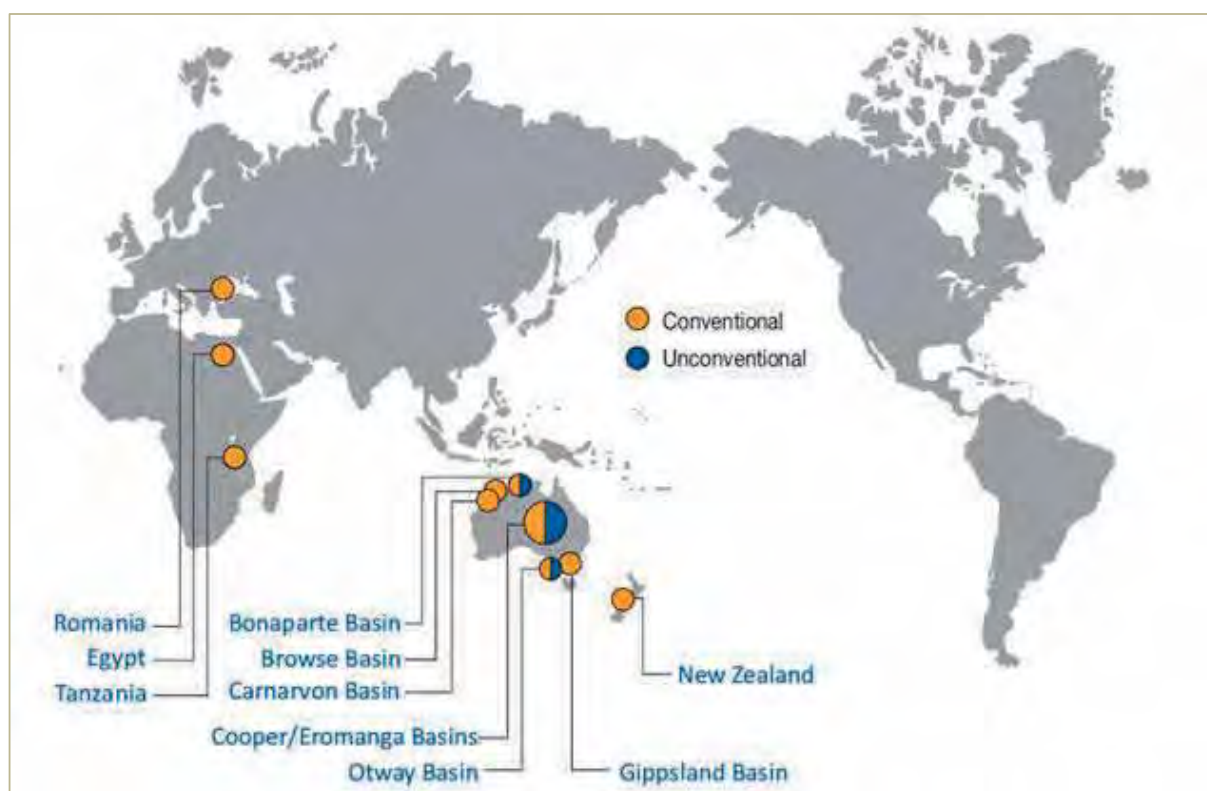 Conventional
Unconventional
Romania
Egypt
Tanzania
Bonaparte Basin
Browse Basin
Carnarvon Basin
Cooper/Eromanga Basins
Otway Basin
Gippsland Basin
New Zealand